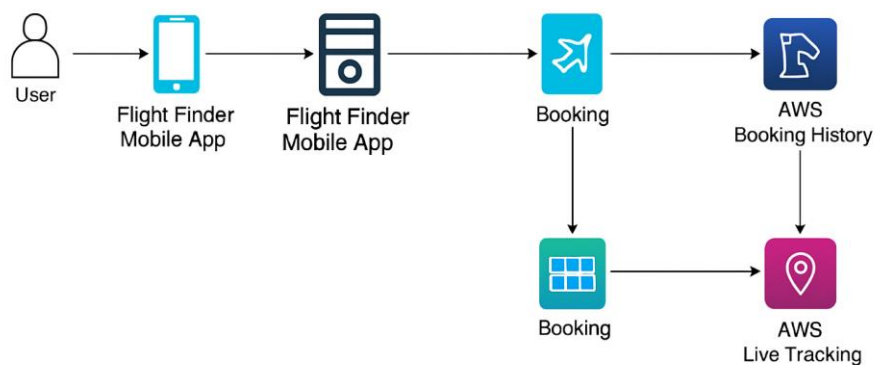 User
Flight Finder
Mobile App
Flight Finder
Mobile App
Booking
AWS
Booking History
Booking
AWS
Live Tracking